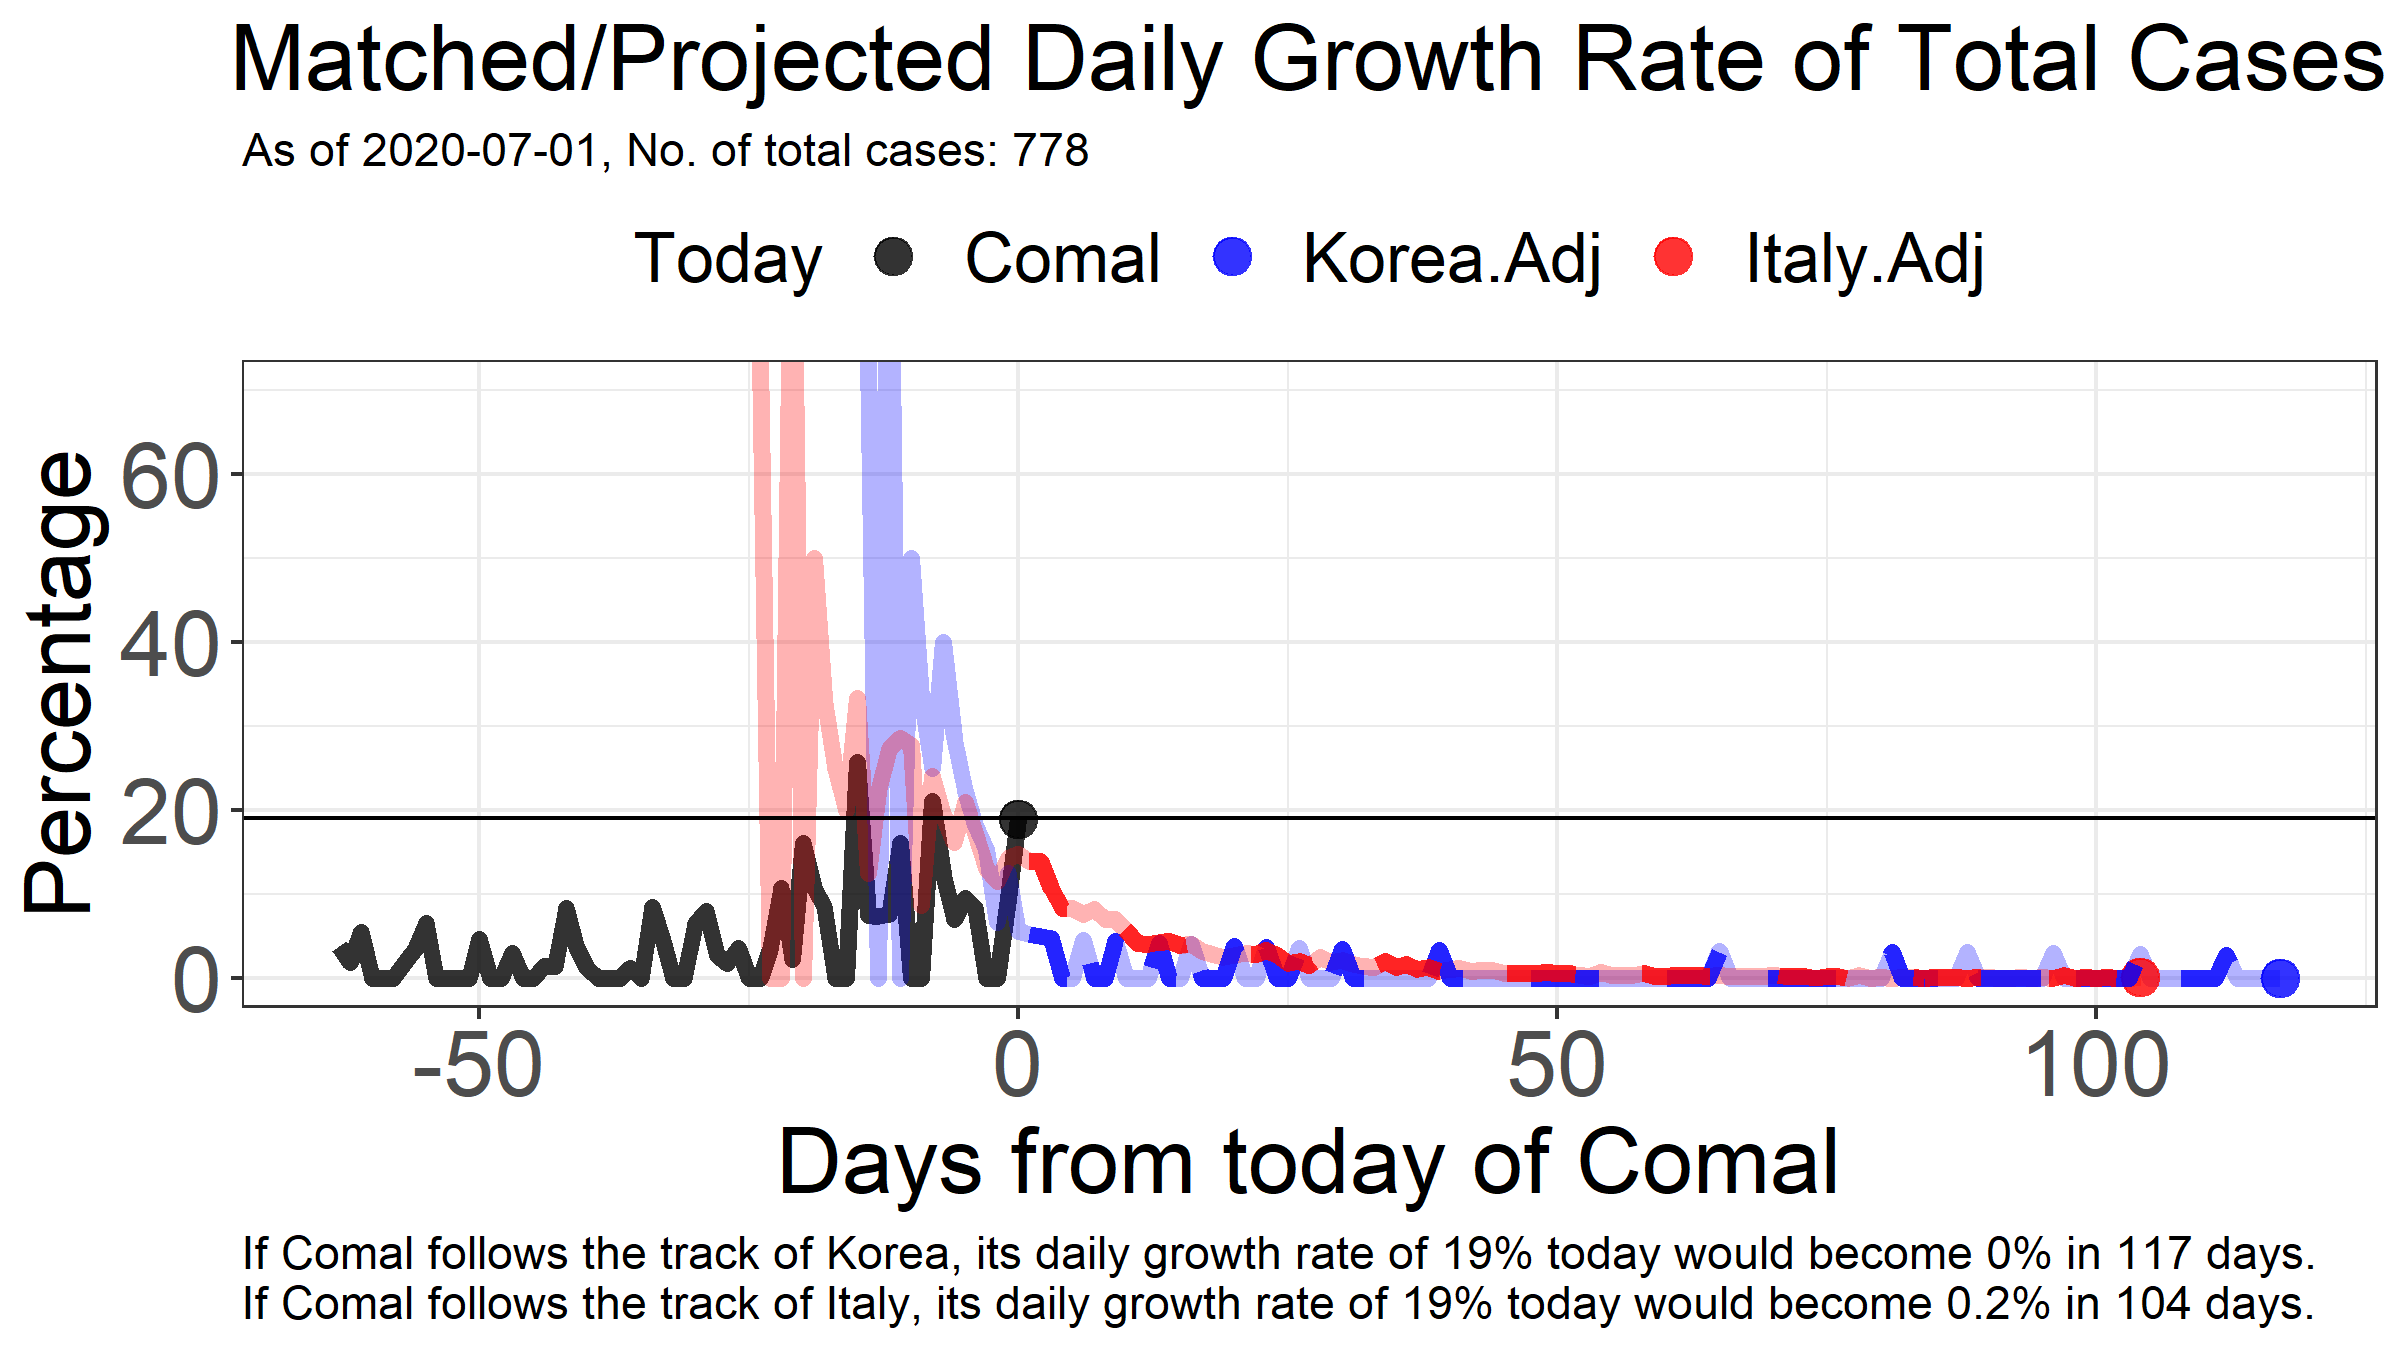 Matched/Projected Daily Growth Rate of Total Cases
As of 2020-07-01, No. of total cases: 778
Today Comal Korea.Adj Italy.Adj
Percentage
60
40
20
0
-50 0 50 100
Days from today of Comal
If Comal follows the track of Korea, its daily growth rate of 19% today would become 0% in 117 days.
If Comal follows the track of Italy, its daily growth rate of 19% today would become 0.2% in 104 days.